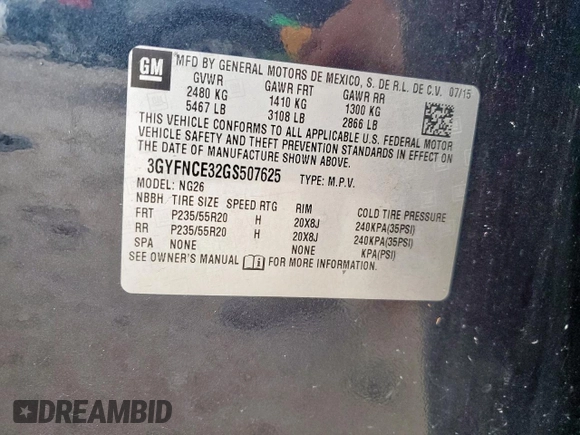 GM
MFD BY GENERAL MOTORS DE MEXICO, S. DE R.L. DE C.V. 07/15
GVWR GAWR FRT GAWR RR
2480 KG 1410 KG 1300 KG
5467 LB 3108 LB 2866 LB
THIS VEHICLE CONFORMS TO ALL APPLICABLE U.S. FEDERAL MOTOR
VEHICLE SAFETY AND THEFT PREVENTION STANDARDS IN EFFECT ON
THE DATE OF MANUFACTURE SHOWN ABOVE.
3GYFNCE32GS507625 TYPE: M.P.V.
MODEL: NG26
NBBH TIRE SIZE SPEED RTG RIM COLD TIRE PRESSURE
FRT P235/55R20 H 20X8J 240KPA(35PSI)
RR P235/55R20 H 20X8J 240KPA(35PSI)
SPA NONE NONE KPA(PSI)
SEE OWNER'S MANUAL FOR MORE INFORMATION.
DREAMBID